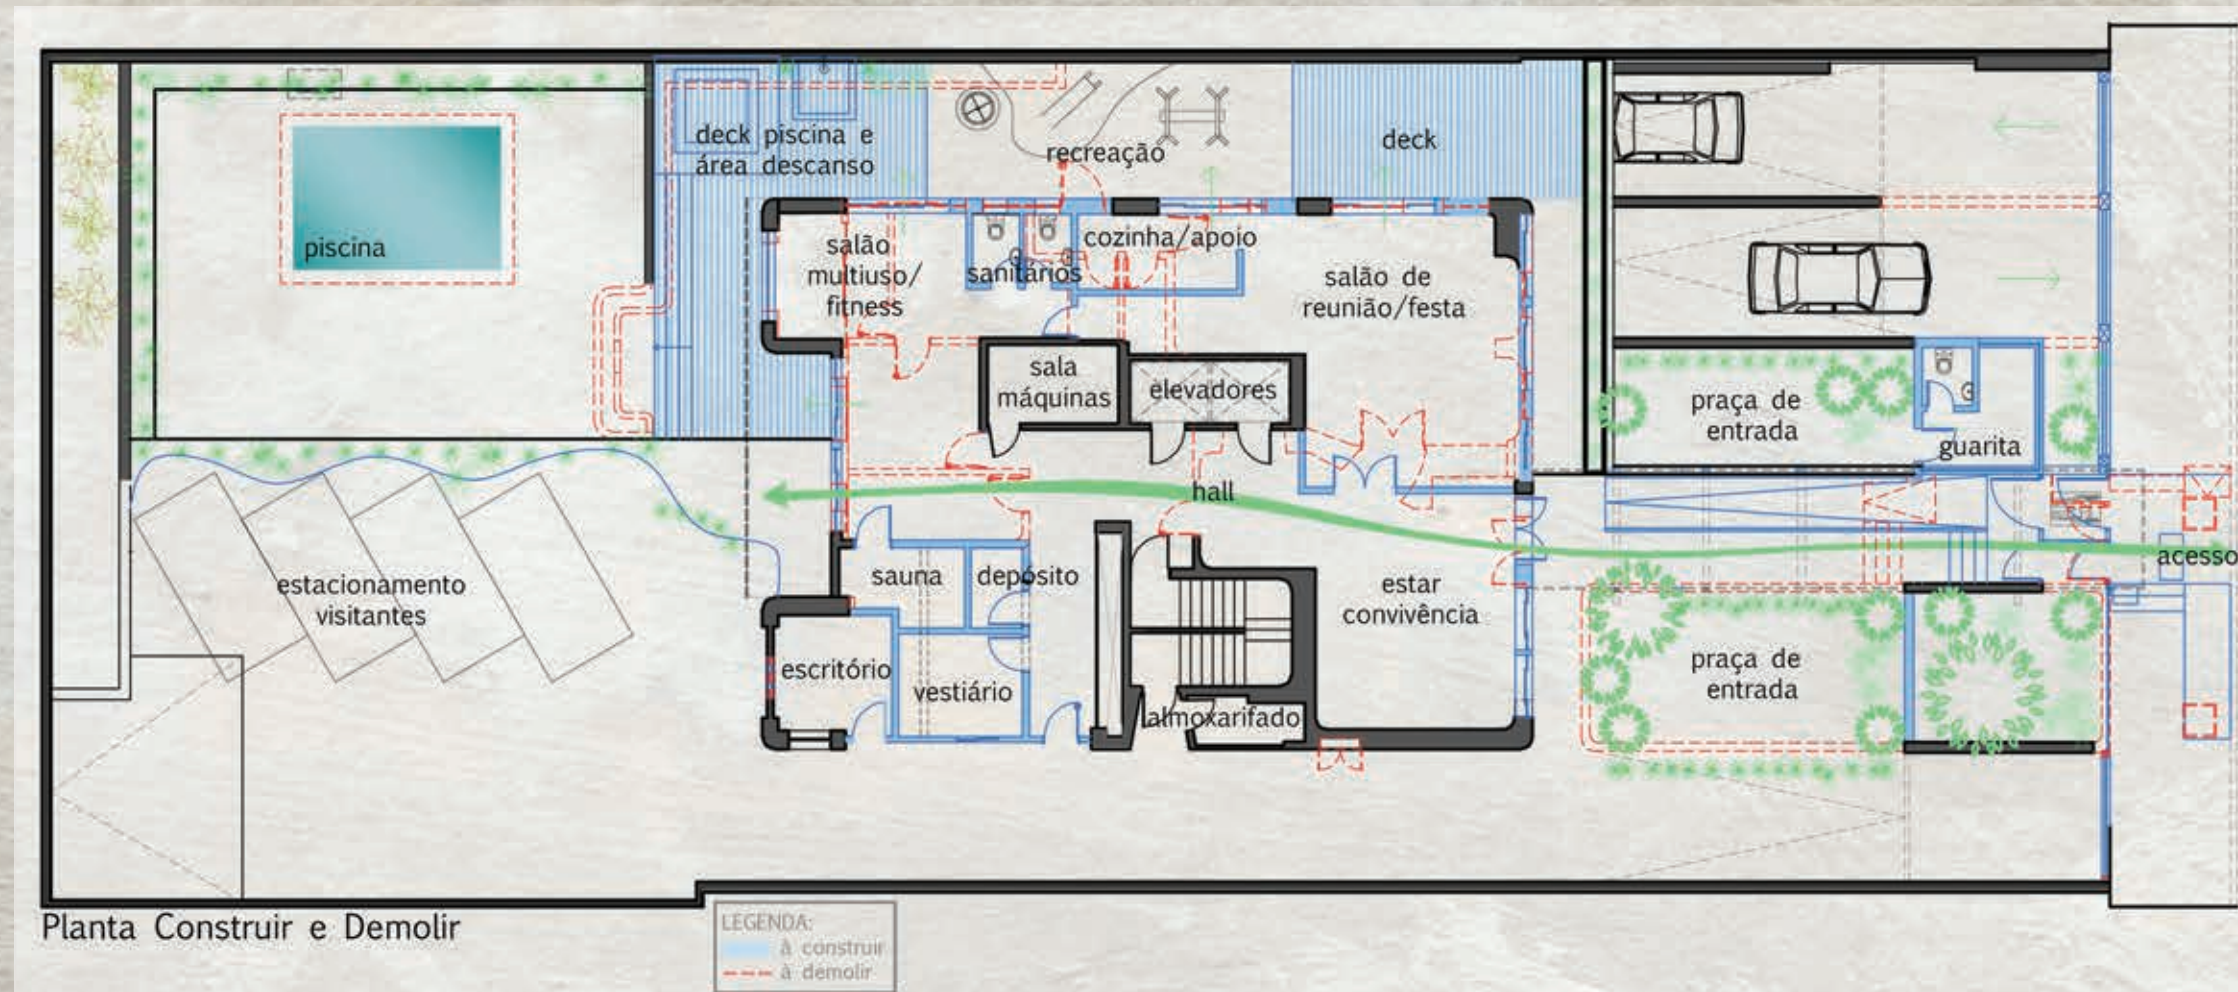 deck piscina e
área descanso
recreação
deck
piscina
salão
multiuso/
fitness
sanitários
cozinha/apoio
salão de
reunião/festa
sala
máquinas
elevadores
praça de
entrada
guarita
hall
acesso
estacionamento
visitantes
sauna
depósito
estar
convivência
escritório
vestiário
almoxarifado
praça de
entrada
Planta Construir e Demolir
LEGENDA:
à construir
à demolir